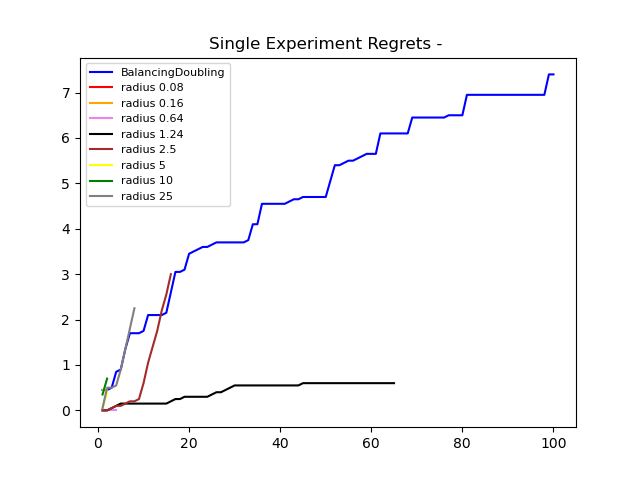 Single Experiment Regrets -
BalancingDoubling
radius 0.08
radius 0.16
radius 0.64
radius 1.24
radius 2.5
radius 5
radius 10
radius 25
7
6
5
4
3
2
1
0
0 20 40 60 80 100